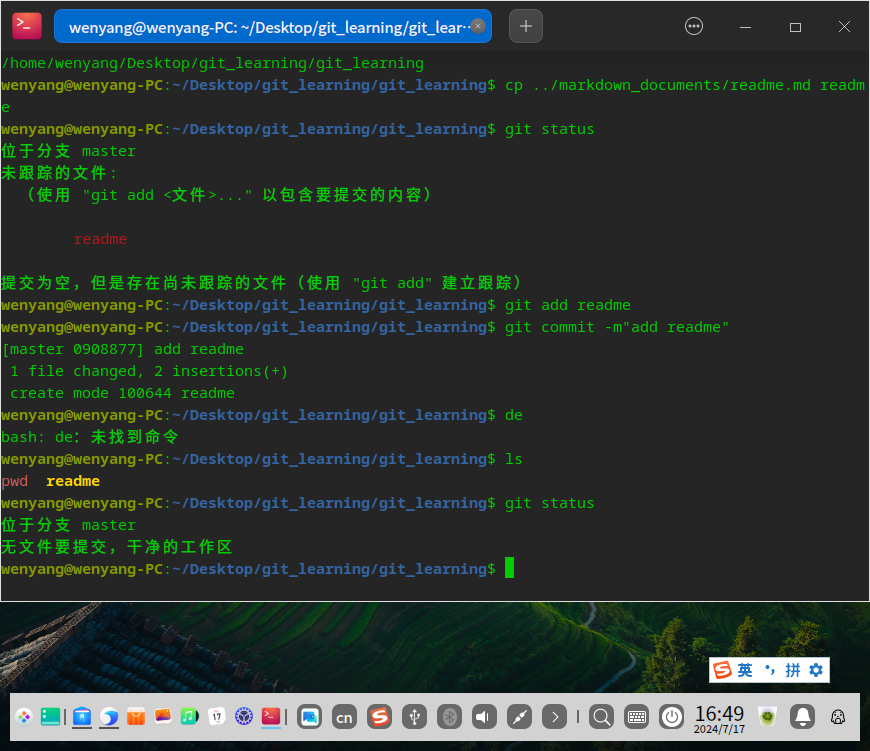 wenyang@wenyang-PC: ~/Desktop/git_learning/git_lear··
/home/wenyang/Desktop/git_learning/git_learning
wenyang@wenyang-PC:~/Desktop/git_learning/git_learning$ cp ../markdown_documents/readme.md readm
e
wenyang@wenyang-PC:~/Desktop/git_learning/git_learning$ git status
位于分支 master
未跟踪的文件:
（使用 "git add <文件>..." 以包含要提交的内容）
readme
提交为空，但是存在尚未跟踪的文件（使用 "git add" 建立跟踪）
wenyang@wenyang-PC:~/Desktop/git_learning/git_learning$ git add readme
wenyang@wenyang-PC:~/Desktop/git_learning/git_learning$ git commit -m"add readme"
[master 0908877] add readme
1 file changed, 2 insertions(+)
create mode 100644 readme
wenyang@wenyang-PC:~/Desktop/git_learning/git_learning$ de
bash: de：未找到命令
wenyang@wenyang-PC:~/Desktop/git_learning/git_learning$ ls
pwd  readme
wenyang@wenyang-PC:~/Desktop/git_learning/git_learning$ git status
位于分支 master
无文件要提交，干净的工作区
wenyang@wenyang-PC:~/Desktop/git_learning/git_learning$
英 拼
17 cn 16:49
2024/7/17